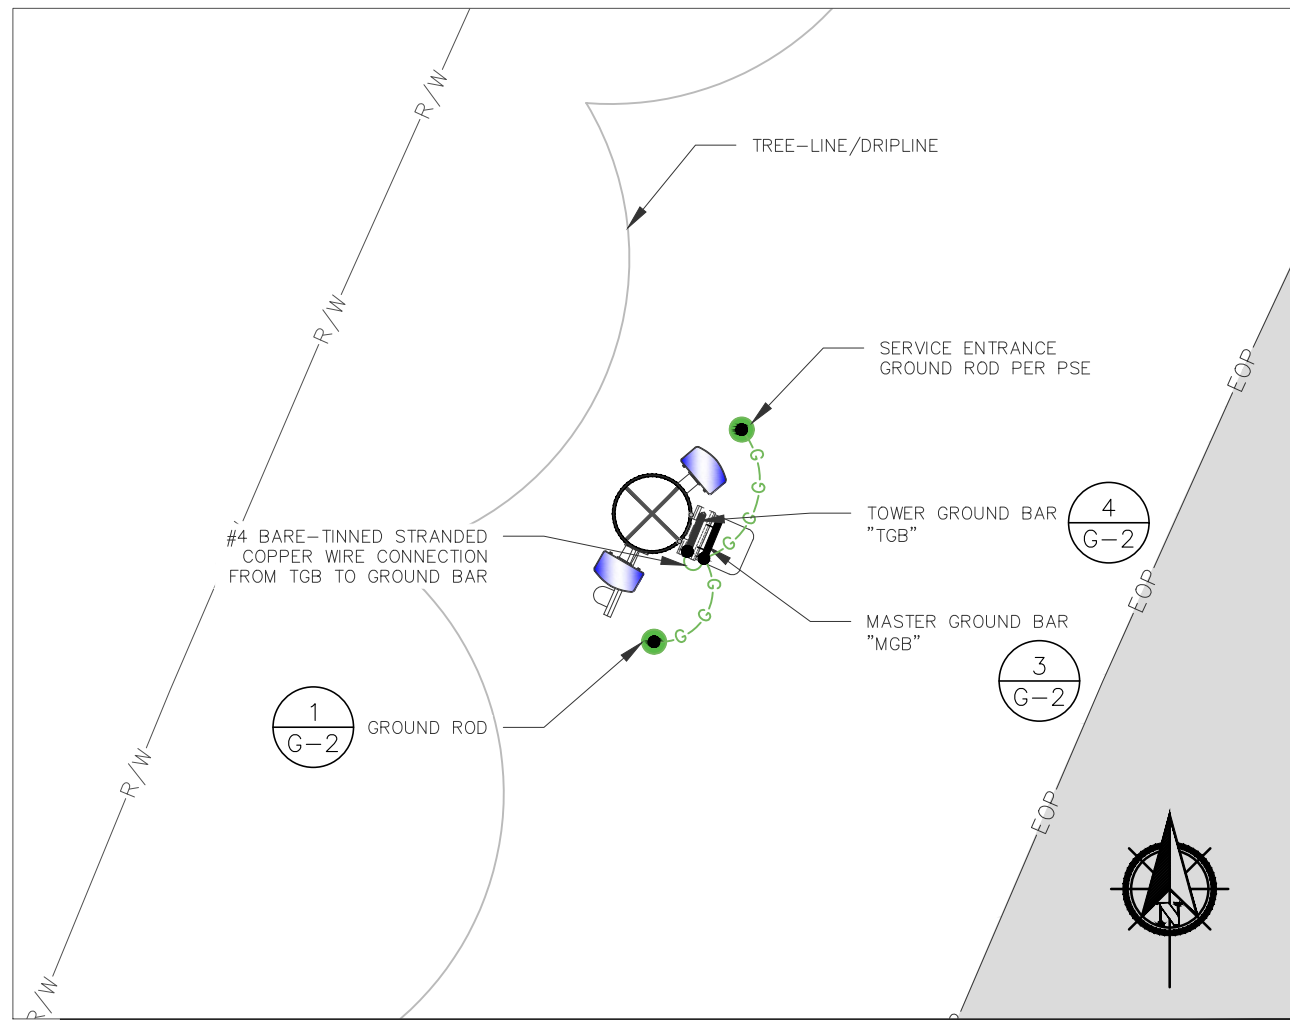 R/W
TREE-LINE/DRIPLINE
R/W
SERVICE ENTRANCE
GROUND ROD PER PSE
EOP
G
G
G
G
TOWER GROUND BAR
"TGB"
4
G-2
#4 BARE-TINNED STRANDED
COPPER WIRE CONNECTION
FROM TGB TO GROUND BAR
EOP
G
G
G
MASTER GROUND BAR
"MGB"
3
G-2
1
G-2
GROUND ROD
R/W
EOP
N
R/W